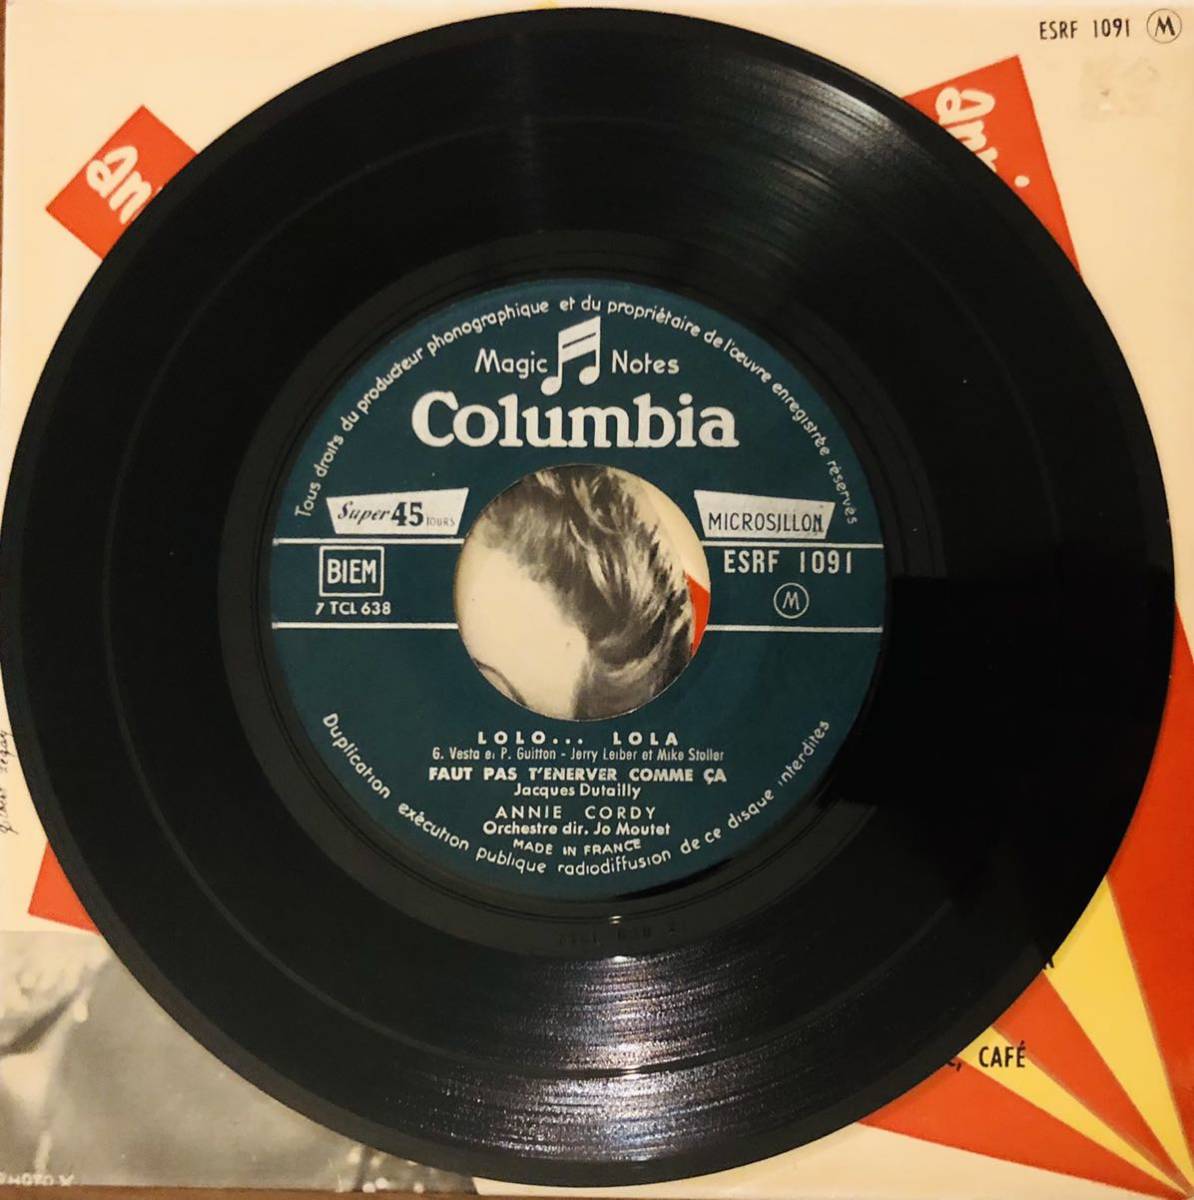 ESRF 1091 M
ann
anni
Tous droits du producteur phonographique et du propriétaire de l'œuvre enregistrée réservés
Magic Notes
Columbia
Super 45 TOURS
MICROSILLON
BIEM
ESRF 1091
7 TCL 638
M
LOLO... LOLA
G. Vesta et P. Guitton - Jerry Leiber et Mike Stoller
FAUT PAS T'ENERVER COMME ÇA
Jacques Dutailly
ANNIE CORDY
Orchestre dir. Jo Moutet
MADE IN FRANCE
Duplication exécution publique radiodiffusion de ce disque interdites
, CAFÉ